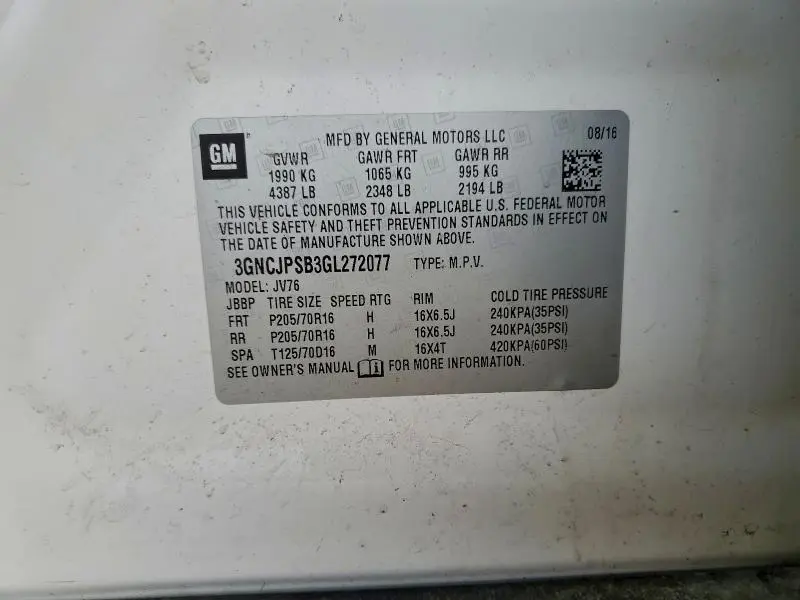 GM
MFD BY GENERAL MOTORS LLC 08/16
GVWR GAWR FRT GAWR RR
1990 KG 1065 KG 995 KG
4387 LB 2348 LB 2194 LB
THIS VEHICLE CONFORMS TO ALL APPLICABLE U.S. FEDERAL MOTOR
VEHICLE SAFETY AND THEFT PREVENTION STANDARDS IN EFFECT ON
THE DATE OF MANUFACTURE SHOWN ABOVE.
3GNCJPSB3GL272077 TYPE: M.P.V.
MODEL: JV76
JBBP TIRE SIZE SPEED RTG RIM COLD TIRE PRESSURE
FRT P205/70R16 H 16X6.5J 240KPA(35PSI)
RR P205/70R16 H 16X6.5J 240KPA(35PSI)
SPA T125/70D16 M 16X4T 420KPA(60PSI)
SEE OWNER'S MANUAL FOR MORE INFORMATION.